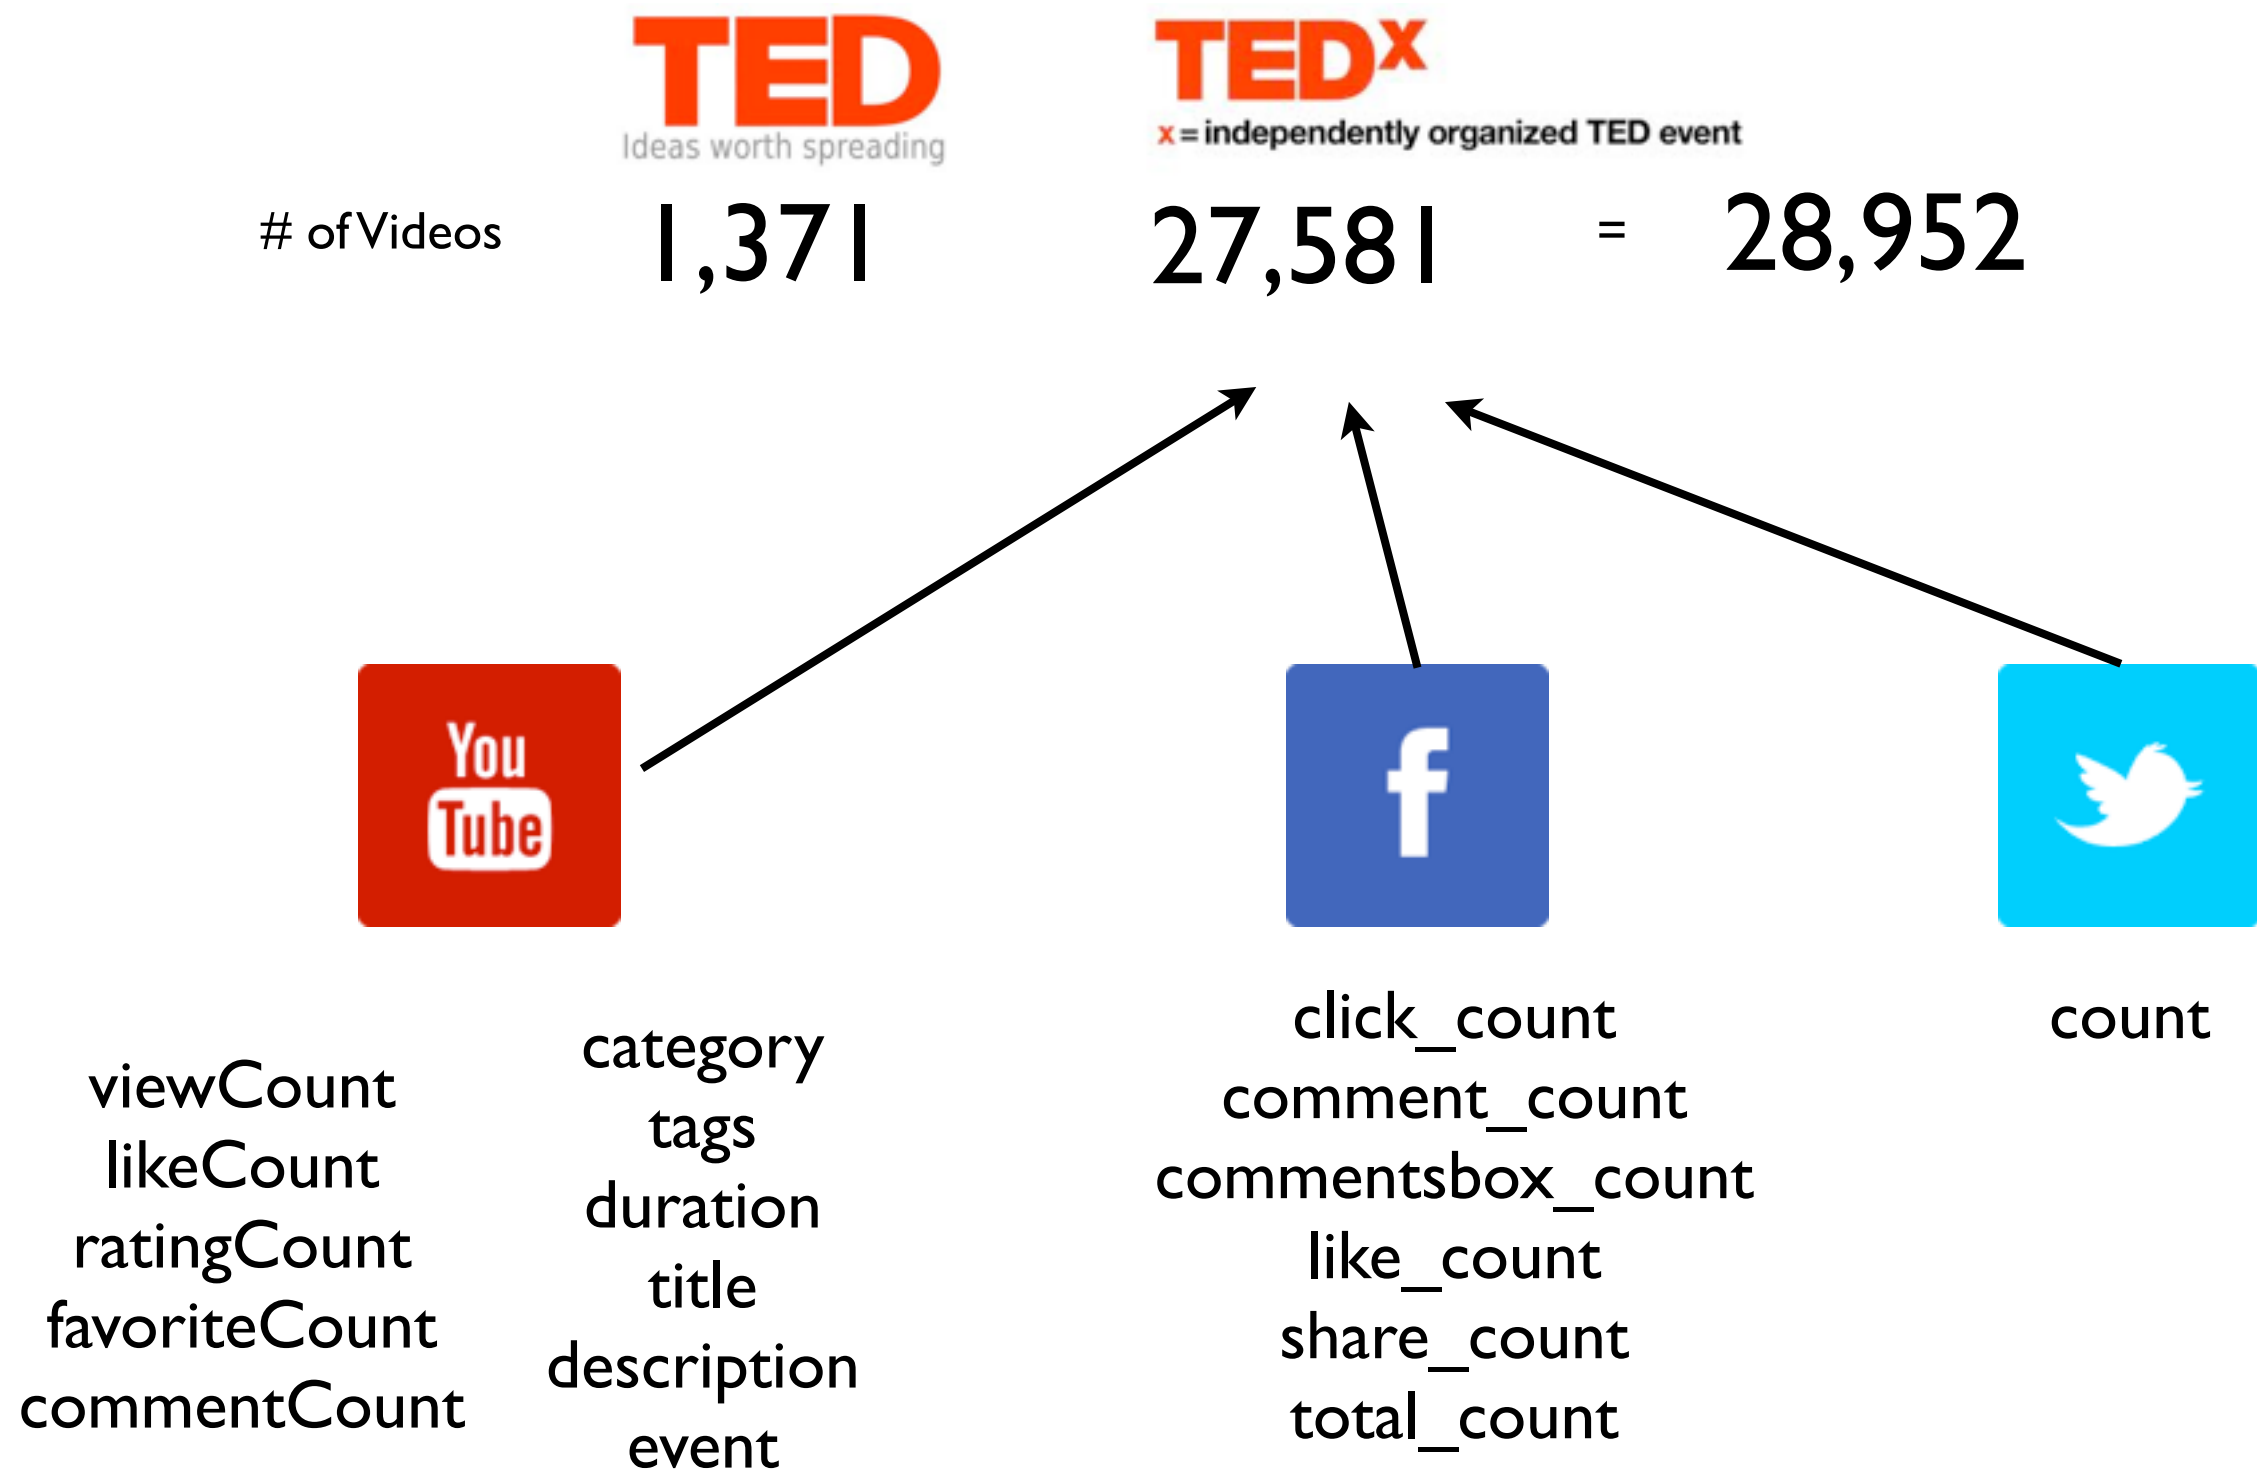 TED
Ideas worth spreading
TEDx
x = independently organized TED event
# of Videos
1,371
27,581
=
28,952
You
Tube
f
viewCount
likeCount
ratingCount
favoriteCount
commentCount
category
tags
duration
title
description
event
click_count
comment_count
commentsbox_count
like_count
share_count
total_count
count